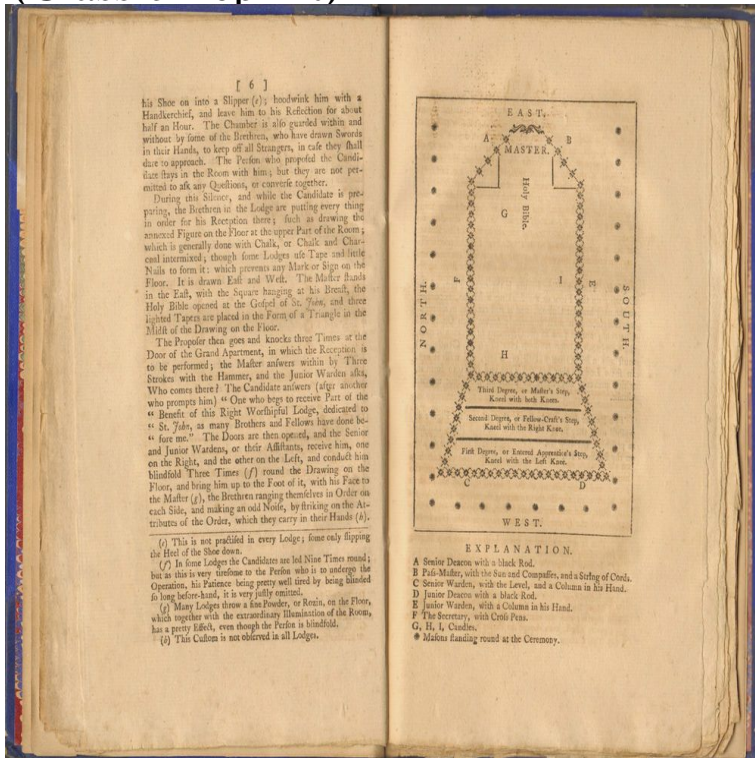 [ 6 ]
his Shoe on into a Slipper (e); hoodwink him with a
Handkerchief, and leave him to his Reflection for about
half an Hour. The Chamber is also guarded within and
without by some of the Brethren, who have drawn Swords
in their Hands, to keep off all Strangers, in case they shall
dare to approach. The Person who proposed the Candi-
date stays in the Room with him; but they are not per-
mitted to ask any Questions, or converse together.
During this Silence, and while the Candidate is pre-
paring, the Brethren in the Lodge are putting every thing
in order for his Reception there; such as drawing the
annexed Figure on the Floor at the upper Part of the Room;
which is generally done with Chalk, or Chalk and Char-
coal intermixed; though some Lodges use Tape and little
Nails to form it: which prevents any Mark or Sign on the
Floor. It is drawn East and West. The Master stands
in the East, with the Square hanging at his Breast, the
Holy Bible opened at the Gospel of St. John, and three
lighted Tapers are placed in the Form of a Triangle in the
Midst of the Drawing on the Floor.
The Proposer then goes and knocks three Times at the
Door of the Grand Apartment, in which the Reception is
to be performed; the Master answers within by Three
Strokes with the Hammer, and the Junior Warden asks,
Who comes there? The Candidate answers (after another
who prompts him) “ One who begs to receive Part of the
“ Benefit of this Right Worshipful Lodge, dedicated to
“ St. John, as many Brothers and Fellows have done be-
“ fore me.” The Doors are then opened, and the Senior
and Junior Wardens, or their Assistants, receive him, one
on the Right, and the other on the Left, and conduct him
blindfold Three Times (f) round the Drawing on the
Floor, and bring him up to the Foot of it, with his Face to
the Master (g), the Brethren ranging themselves in Order on
each Side, and making an odd Noise, by striking on the At-
tributes of the Order, which they carry in their Hands (h).
(e) This is not practised in every Lodge; some only slipping
the Heel of the Shoe down.
(f) In some Lodges the Candidates are led Nine Times round;
but as this is very tiresome to the Person who is to undergo the
Operation, his Patience being pretty well tired by being blinded
so long before-hand, it is very justly omitted.
(g) Many Lodges throw a fine Powder, or Rozin, on the Floor,
which together with the extraordinary Illumination of the Room,
has a pretty Effect, even though the Person is blindfold.
(h) This Custom is not observed in all Lodges.
EAST.
A B
MASTER.
Holy Bible.
G
F I E
NORTH. SOUTH.
H
Third Degree, or Master's Step,
Kneel with both Knees.
Second Degree, or Fellow-Craft's Step,
Kneel with the Right Knee.
First Degree, or Entered Apprentice's Step,
Kneel with the Left Knee.
C D
WEST.
EXPLANATION.
A Senior Deacon with a black Rod.
B Pass-Master, with the Sun and Compasses, and a String of Cords.
C Senior Warden, with the Level, and a Column in his Hand.
D Junior Deacon with a black Rod.
E Junior Warden, with a Column in his Hand.
F The Secretary, with Cross Pens.
G, H, I, Candles.
* Masons standing round at the Ceremony.